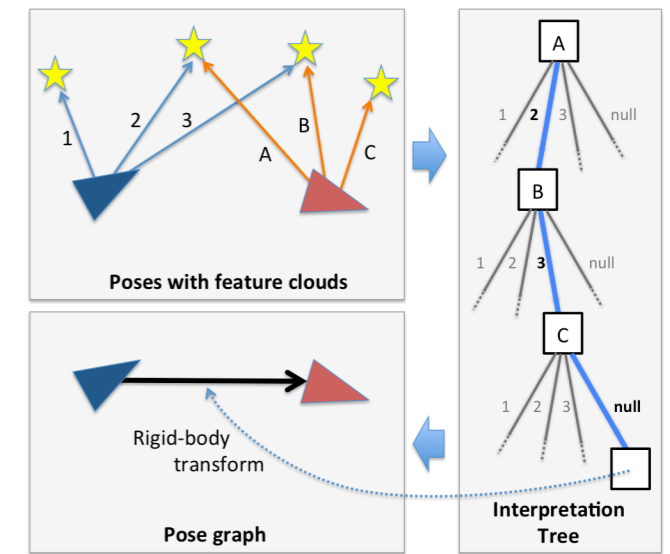 1
2
3
A
B
C
Poses with feature clouds
A
1
2
3
null
B
1
2
3
null
C
1
2
3
null
Interpretation
Tree
Rigid-body
transform
Pose graph